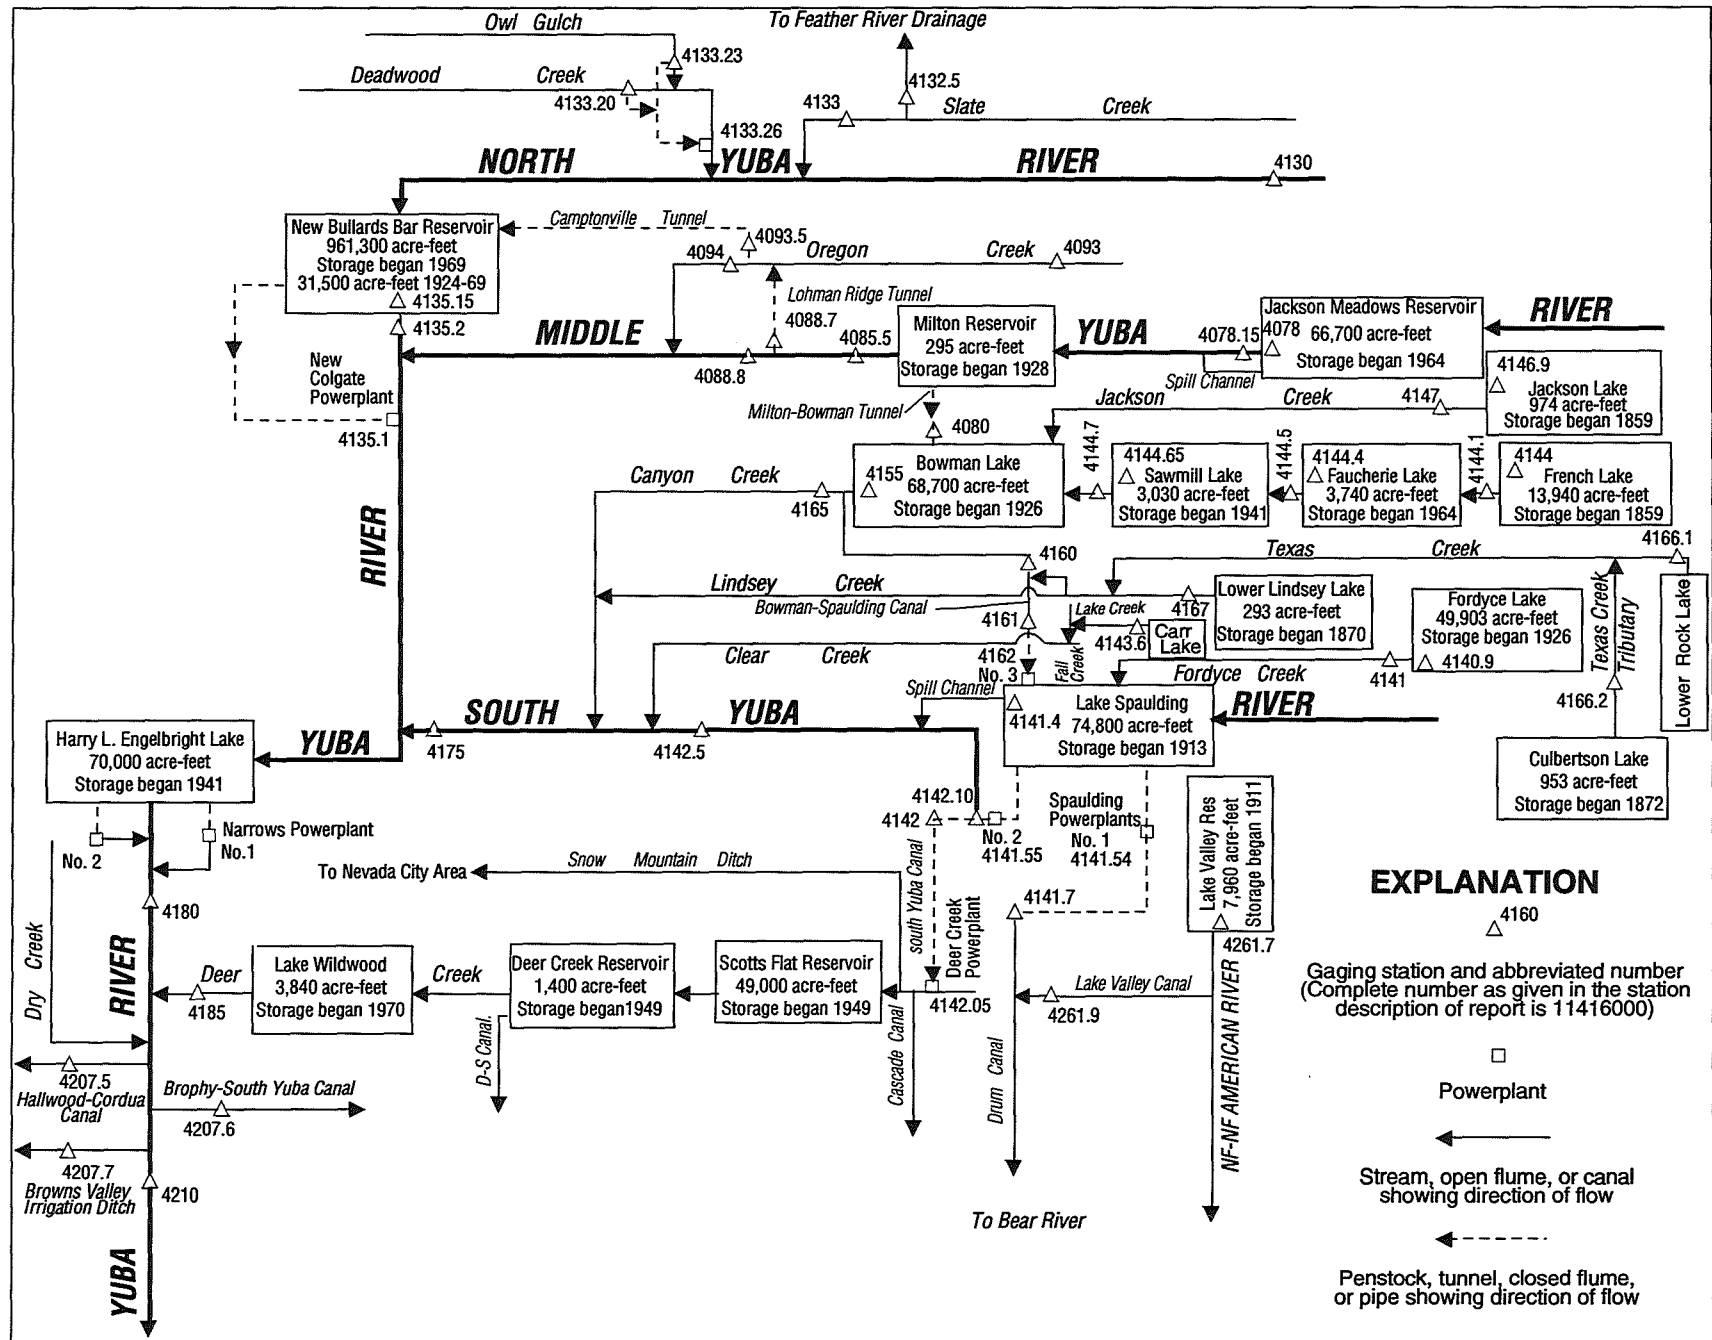 Owl Gulch
To Feather River Drainage
4133.23
Deadwood Creek
4133.20
4132.5
4133
Slate Creek
4133.26
NORTH YUBA RIVER
4130
New Bullards Bar Reservoir
961,300 acre-feet
Storage began 1969
31,500 acre-feet 1924-69
4135.15
4135.2
Camptonville Tunnel
4093.5
4094
Oregon Creek
4093
Lohman Ridge Tunnel
4088.7
MIDDLE YUBA RIVER
4088.8
4085.5
Milton Reservoir
295 acre-feet
Storage began 1928
4078.15
Spill Channel
Jackson Meadows Reservoir
4078
66,700 acre-feet
Storage began 1964
New
Colgate
Powerplant
4135.1
Milton-Bowman Tunnel
4080
Jackson Creek
4147
4146.9
Jackson Lake
974 acre-feet
Storage began 1859
Canyon Creek
4165
4155
Bowman Lake
68,700 acre-feet
Storage began 1926
4144.7
4144.65
Sawmill Lake
3,030 acre-feet
Storage began 1941
4144.5
4144.4
Faucherie Lake
3,740 acre-feet
Storage began 1964
4144.1
4144
French Lake
13,940 acre-feet
Storage began 1859
RIVER
4160
Texas Creek
4166.1
Lindsey Creek
Bowman-Spaulding Canal
4161
Lake Creek
4167
4143.6
Carr
Lake
Lower Lindsey Lake
293 acre-feet
Storage began 1870
Fordyce Lake
49,903 acre-feet
Storage began 1926
4140.9
4141
Texas Creek
Tributary
4166.2
Lower Rock Lake
Clear Creek
4162
No. 3
Fall
Creek
Fordyce Creek
Spill Channel
Lake Spaulding
4141.4
74,800 acre-feet
Storage began 1913
RIVER
SOUTH YUBA
4175
4142.5
Culbertson Lake
953 acre-feet
Storage began 1872
Harry L. Engelbright Lake
70,000 acre-feet
Storage began 1941
YUBA
4142.10
4142
No. 2
4141.55
Spaulding
Powerplants
No. 1
4141.54
Lake Valley Res
7,960 acre-feet
Storage began 1911
4261.7
Narrows Powerplant
No.1
No. 2
To Nevada City Area
Snow Mountain Ditch
south Yuba Canal
4141.7
4180
Dry Creek
RIVER
Deer Creek
4185
Lake Wildwood
3,840 acre-feet
Storage began 1970
Deer Creek Reservoir
1,400 acre-feet
Storage began1949
Scotts Flat Reservoir
49,000 acre-feet
Storage began 1949
Deer Creek
Powerplant
4142.05
Lake Valley Canal
4261.9
D-S Canal.
Cascade Canal
Drum Canal
NF-NF AMERICAN RIVER
4207.5
Hallwood-Cordua
Canal
Brophy-South Yuba Canal
4207.6
4207.7
Browns Valley
Irrigation Ditch
4210
YUBA
To Bear River
EXPLANATION
4160
Gaging station and abbreviated number
(Complete number as given in the station
description of report is 11416000)
Powerplant
Stream, open flume, or canal
showing direction of flow
Penstock, tunnel, closed flume,
or pipe showing direction of flow